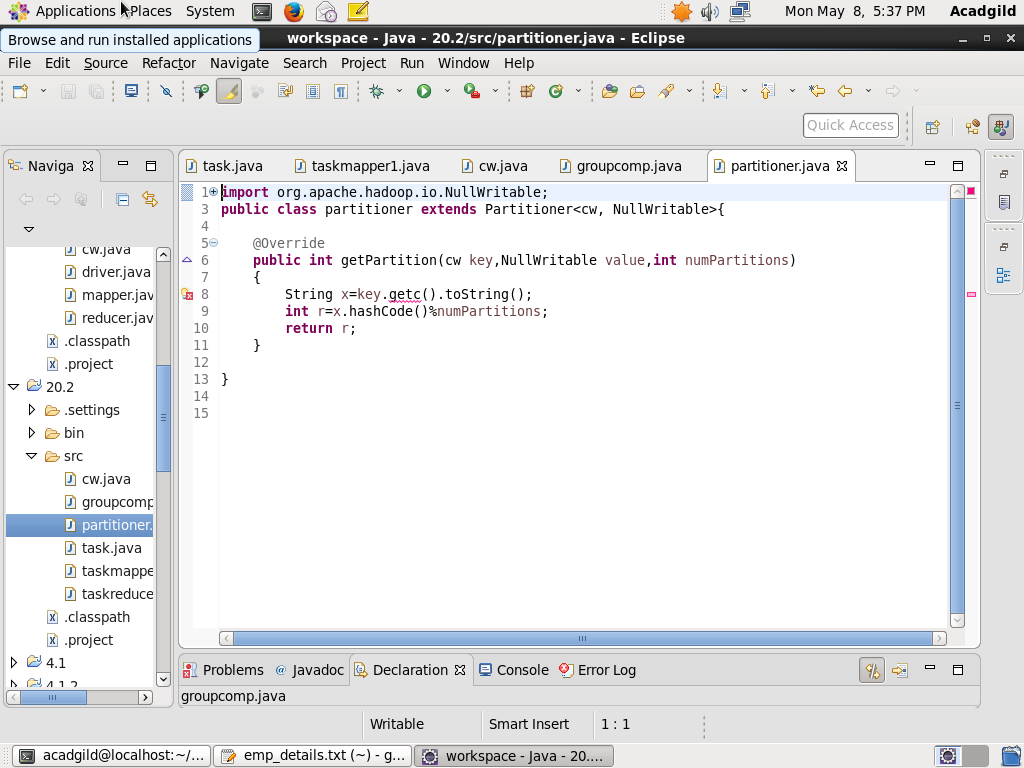 Applications Places System Mon May 8, 5:37 PM Acadgild
Browse and run installed applications
workspace - Java - 20.2/src/partitioner.java - Eclipse
File Edit Source Refactor Navigate Search Project Run Window Help
Quick Access
Naviga
task.java taskmapper1.java cw.java groupcomp.java partitioner.java
cw.java
driver.java
mapper.jav
reducer.jav
.classpath
.project
20.2
.settings
bin
src
cw.java
groupcomp
partitioner.
task.java
taskmappe
taskreduce
.classpath
.project
4.1
4.1.2
1 import org.apache.hadoop.io.NullWritable;
3 public class partitioner extends Partitioner<cw, NullWritable>{
4
5 @Override
6 public int getPartition(cw key,NullWritable value,int numPartitions)
7 {
8 String x=key.getc().toString();
9 int r=x.hashCode()%numPartitions;
10 return r;
11 }
12
13 }
14
15
Problems @ Javadoc Declaration Console Error Log
groupcomp.java
Writable Smart Insert 1 : 1
acadgild@localhost:~/... emp_details.txt (~) - g... workspace - Java - 20....